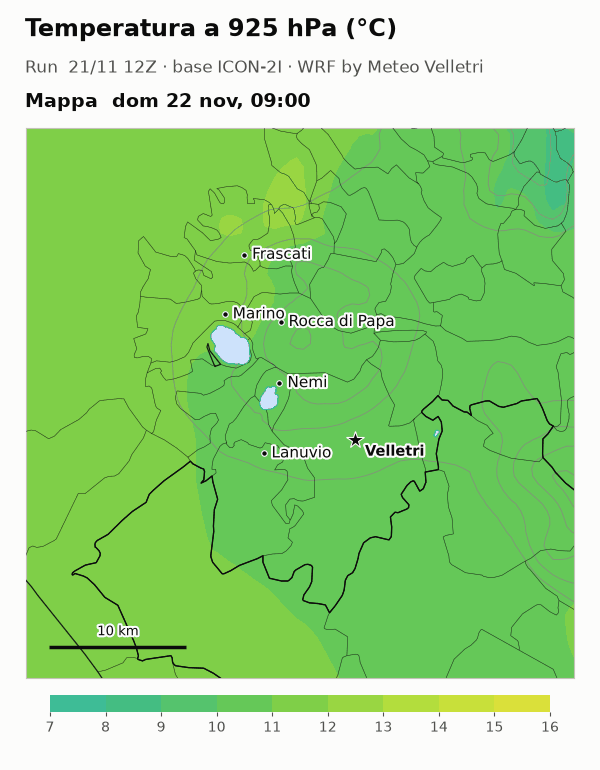 Temperatura a 925 hPa (°C)
Run  21/11 12Z · base ICON-2I · WRF by Meteo Velletri
Mappa  dom 22 nov, 09:00
Frascati
Marino
Rocca di Papa
Nemi
Velletri
Lanuvio
10 km
7 8 9 10 11 12 13 14 15 16